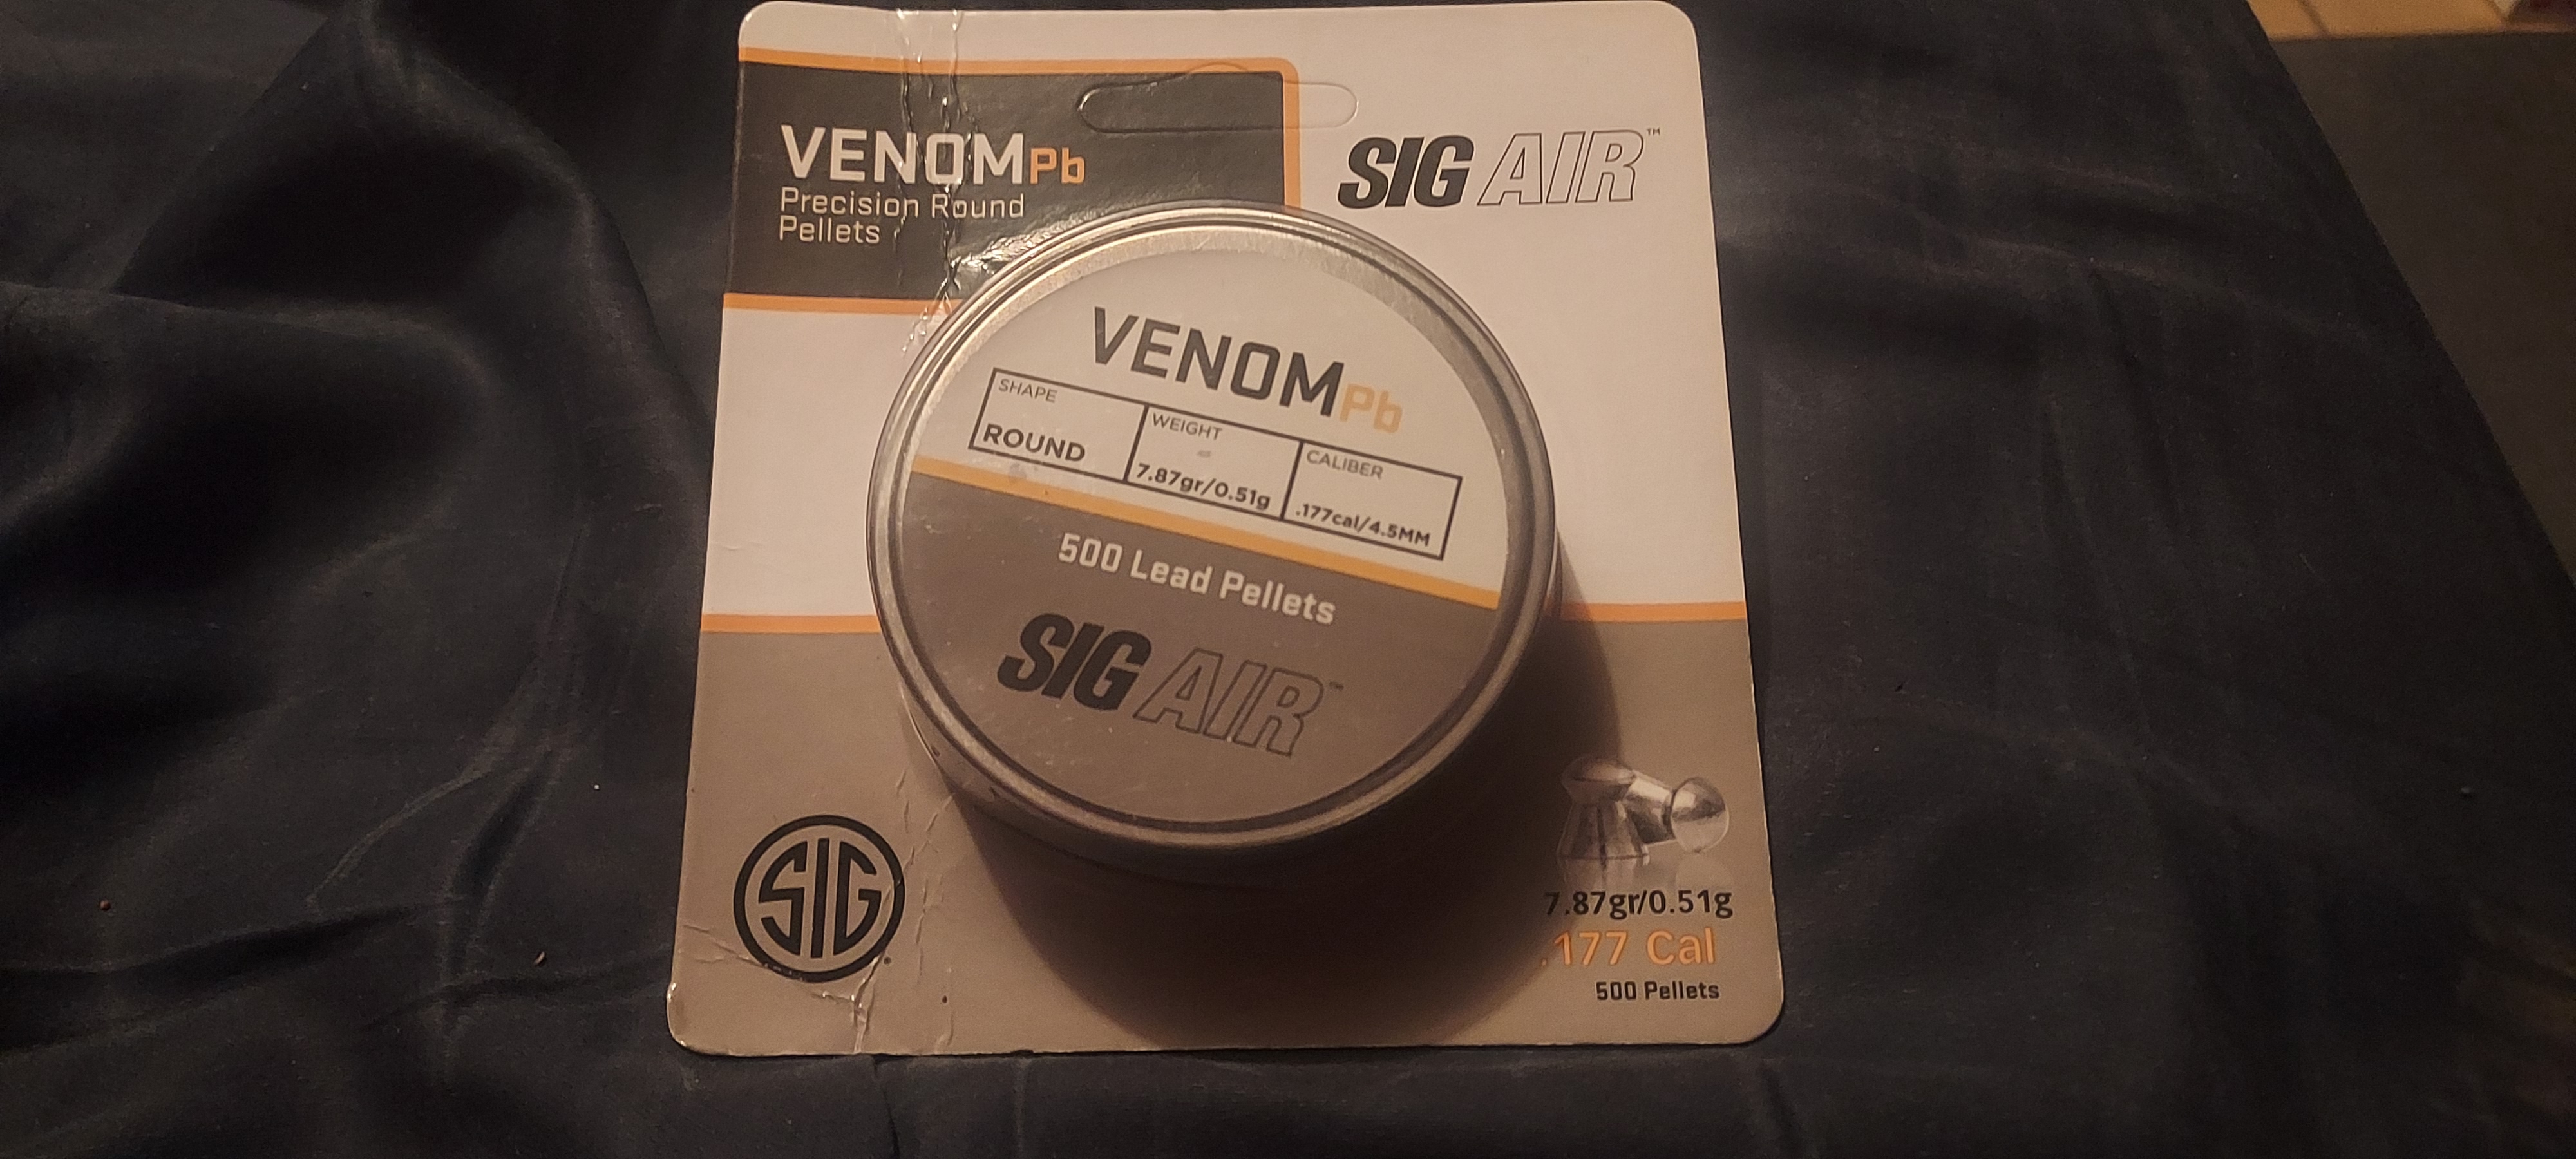 VENOMPb
Precision Round
Pellets
SIG AIR™
VENOMPb
SHAPE
ROUND
WEIGHT
7.87gr/0.51g
CALIBER
.177cal/4.5MM
500 Lead Pellets
SIG AIR™
SIG
7.87gr/0.51g
.177 Cal
500 Pellets